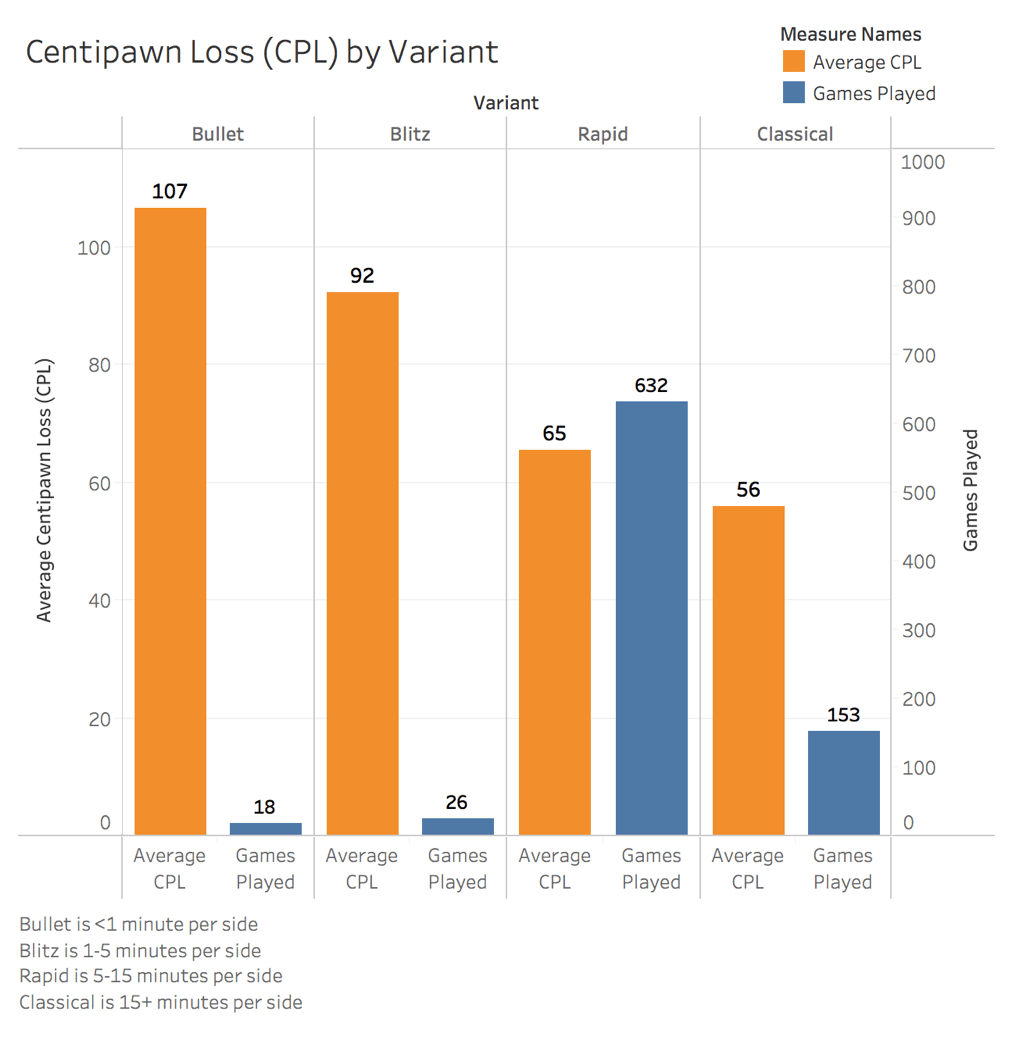 Centipawn Loss (CPL) by Variant
Measure Names
Average CPL
Games Played
Variant
Bullet
Blitz
Rapid
Classical
Average Centipawn Loss (CPL)
100
80
60
40
20
0
107
18
92
26
65
632
56
153
1000
900
800
700
600
500
400
300
200
100
0
Games Played
Average
CPL
Games
Played
Average
CPL
Games
Played
Average
CPL
Games
Played
Average
CPL
Games
Played
Bullet is <1 minute per side
Blitz is 1-5 minutes per side
Rapid is 5-15 minutes per side
Classical is 15+ minutes per side